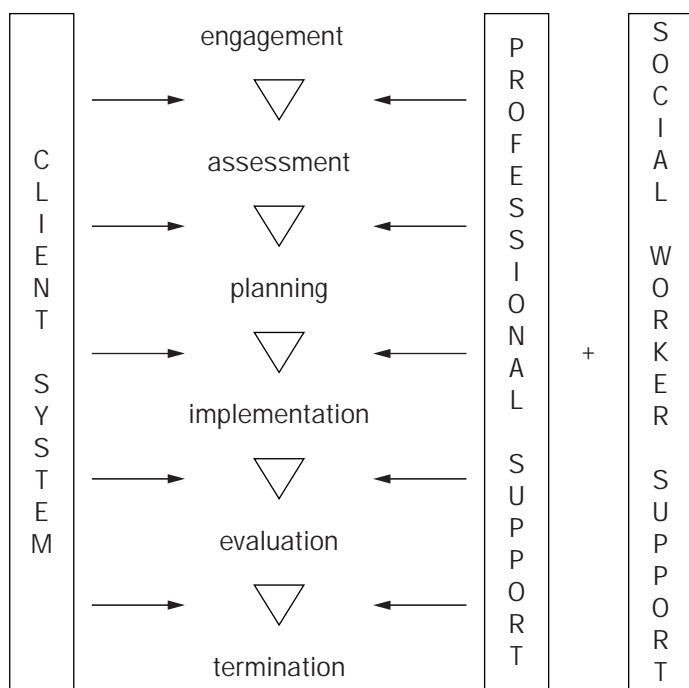 engagement
assessment
planning
implementation
evaluation
termination
CLIENT SYSTEM
PROFESSIONAL SUPPORT
+
SOCIAL WORKER SUPPORT